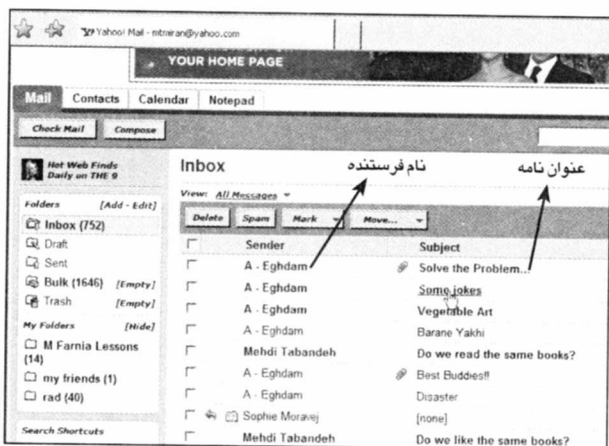 Yahoo! Mail - mtmiran@yahoo.com
YOUR HOME PAGE
Mail Contacts Calendar Notepad
Check Mail Compose
Hot Web Finds
Daily on THE 9
Folders [Add - Edit]
Inbox (752)
Draft
Sent
Bulk (1646) [Empty]
Trash [Empty]
My Folders [Hide]
M Farnia Lessons
(14)
my friends (1)
rad (40)
Search Shortcuts
Inbox
نام فرستنده
عنوان نامه
View: All Messages
Delete Spam Mark Move...
Sender Subject
A - Eghdam Solve the Problem...
A - Eghdam Some jokes
A - Eghdam Vegetable Art
A - Eghdam Barane Yakhi
Mehdi Tabandeh Do we read the same books?
A - Eghdam Best Buddies!!
A - Eghdam Disaster
Sophie Moravej [none]
Mehdi Tabandeh Do we like the same books?